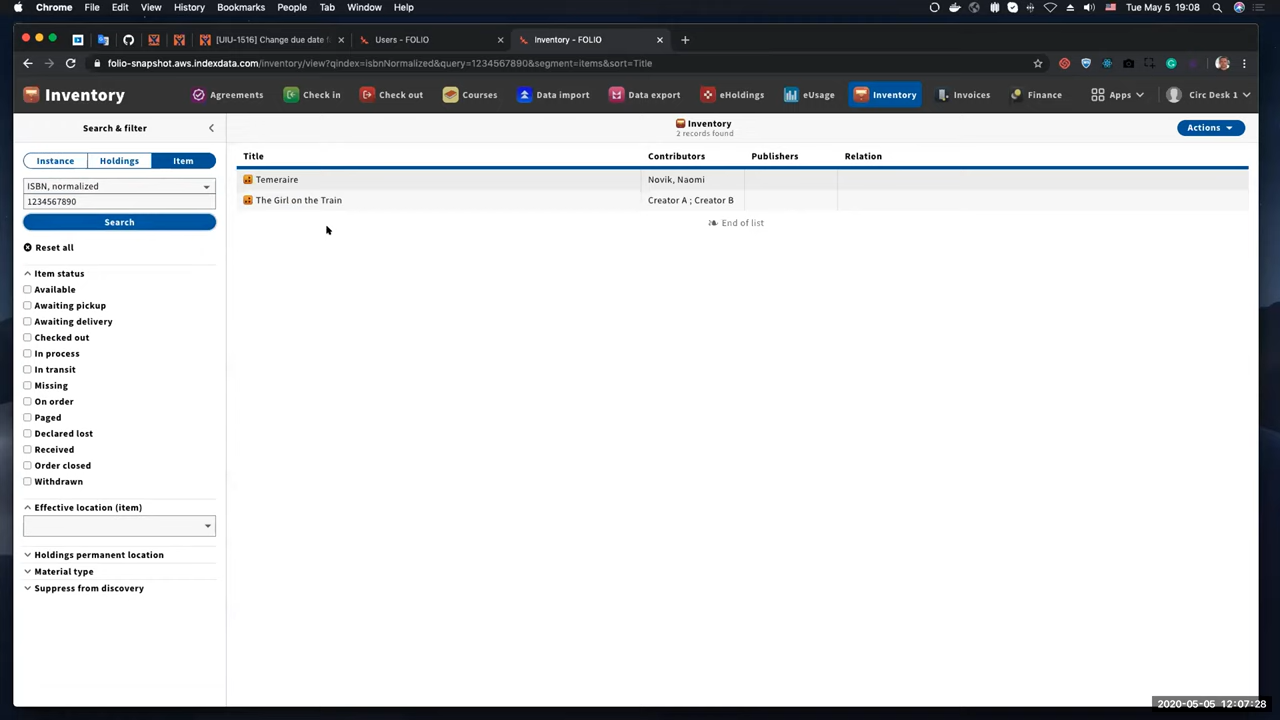 Chrome File Edit View History Bookmarks People Tab Window Help Tue May 5 19:08
[UIU-1516] Change due date f Users - FOLIO Inventory - FOLIO
folio-snapshot.aws.indexdata.com/inventory/view?qindex=isbnNormalized&query=1234567890&segment=items&sort=Title
Inventory Agreements Check in Check out Courses Data import Data export eHoldings eUsage Inventory Invoices Finance Apps Circ Desk 1
Search & filter
Inventory
2 records found
Actions
Instance Holdings Item
Title Contributors Publishers Relation
ISBN, normalized
1234567890
Search
Temeraire Novik, Naomi
The Girl on the Train Creator A ; Creator B
End of list
Reset all
Item status
Available
Awaiting pickup
Awaiting delivery
Checked out
In process
In transit
Missing
On order
Paged
Declared lost
Received
Order closed
Withdrawn
Effective location (item)
Holdings permanent location
Material type
Suppress from discovery
2020-05-05 12:07:28